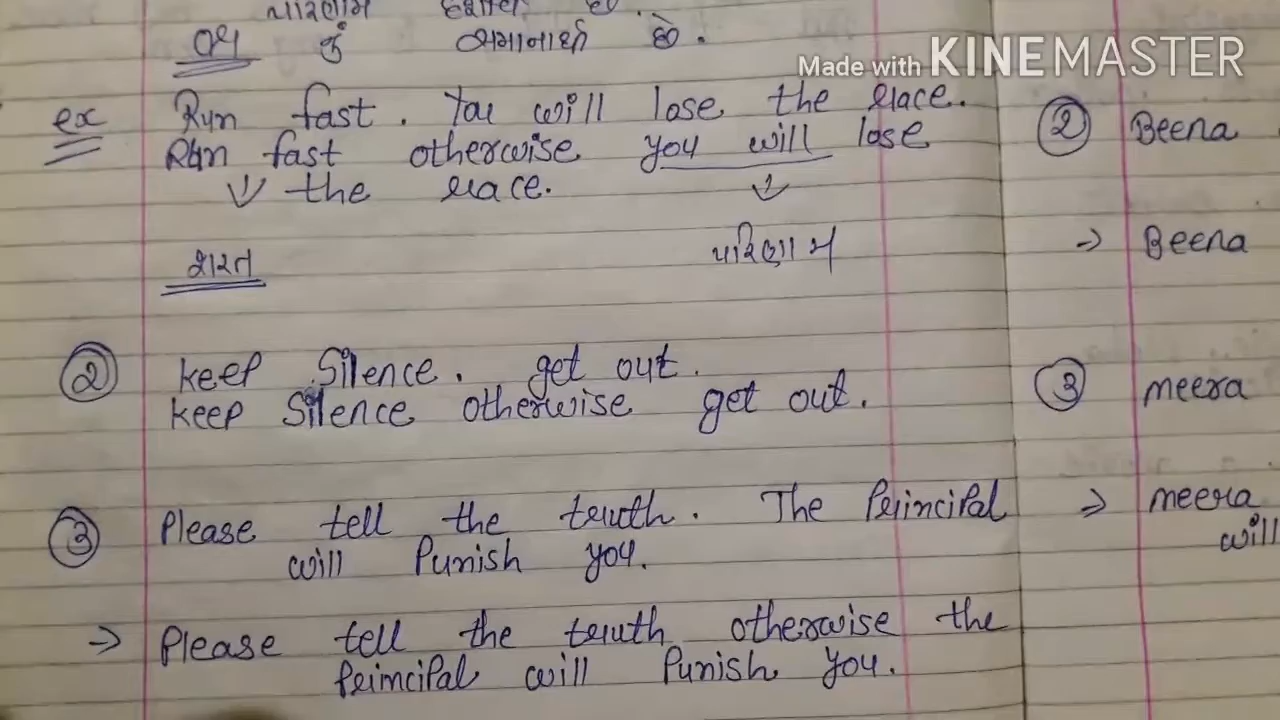 પરિણામ દર્શાવે છે.
નું સમાનાર્થી છે.
Made with KINEMASTER
ex Run fast. You will lose the race.
Run fast otherwise you will lose
the race.
શરત પરિણામ
② keep Silence. get out.
keep Silence otherwise get out.
③ Please tell the truth. The Principal
will Punish you.
→ Please tell the truth otherwise the
Principal will Punish you.
② Beena
→ Beena
③ meera
→ meera
will